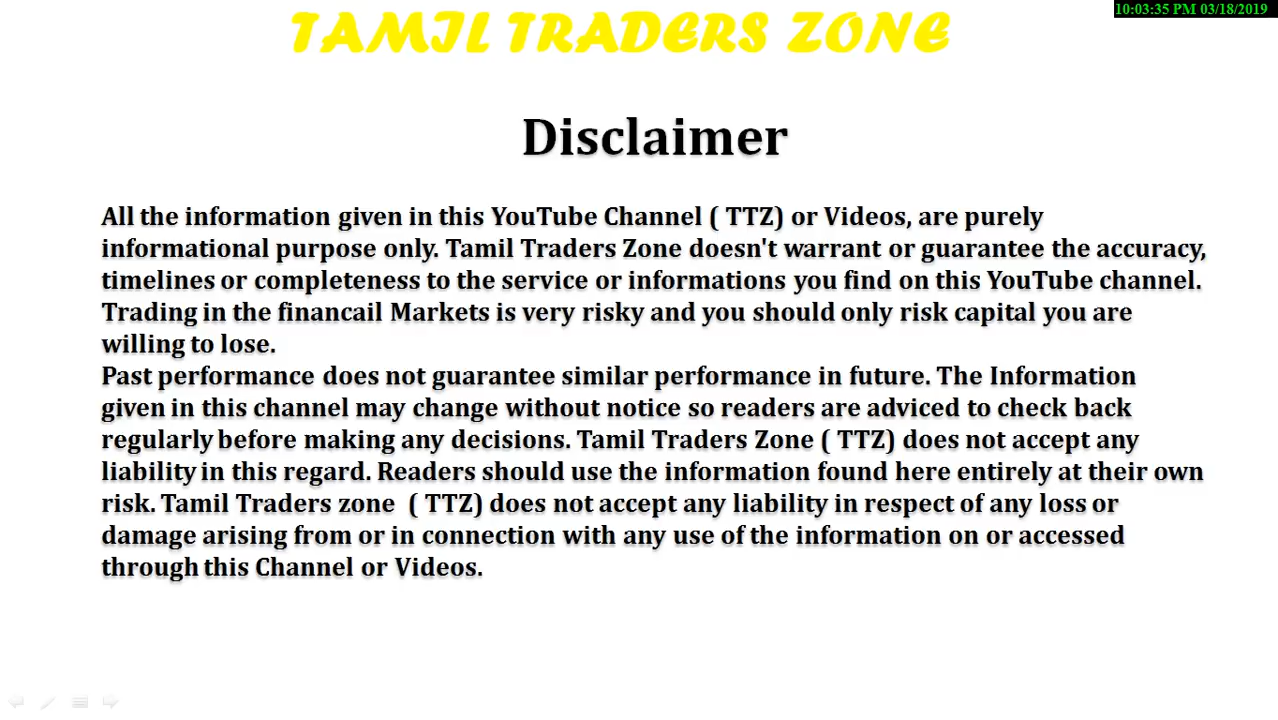 10:03:35 PM 03/18/2019
TAMIL TRADERS ZONE
Disclaimer
All the information given in this YouTube Channel ( TTZ) or Videos, are purely
informational purpose only. Tamil Traders Zone doesn't warrant or guarantee the accuracy,
timelines or completeness to the service or informations you find on this YouTube channel.
Trading in the financail Markets is very risky and you should only risk capital you are
willing to lose.
Past performance does not guarantee similar performance in future. The Information
given in this channel may change without notice so readers are adviced to check back
regularly before making any decisions. Tamil Traders Zone ( TTZ) does not accept any
liability in this regard. Readers should use the information found here entirely at their own
risk. Tamil Traders zone  ( TTZ) does not accept any liability in respect of any loss or
damage arising from or in connection with any use of the information on or accessed
through this Channel or Videos.